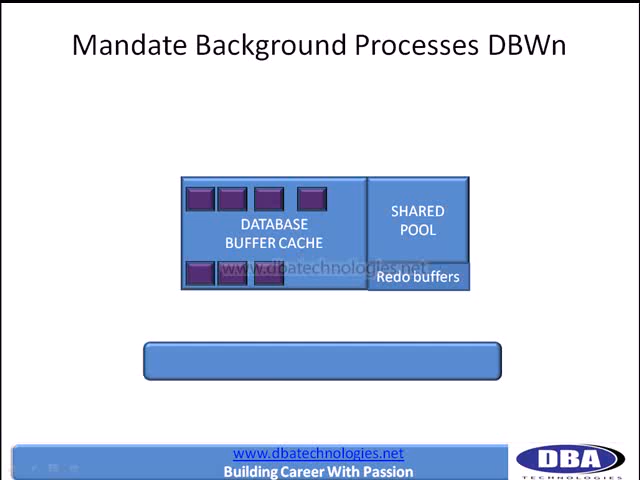 Mandate Background Processes DBWn
SHARED
POOL
DATABASE
BUFFER CACHE
www.dbatechnologies.net
Redo buffers
www.dbatechnologies.net
Building Career With Passion
DBA
TECHNOLOGIES